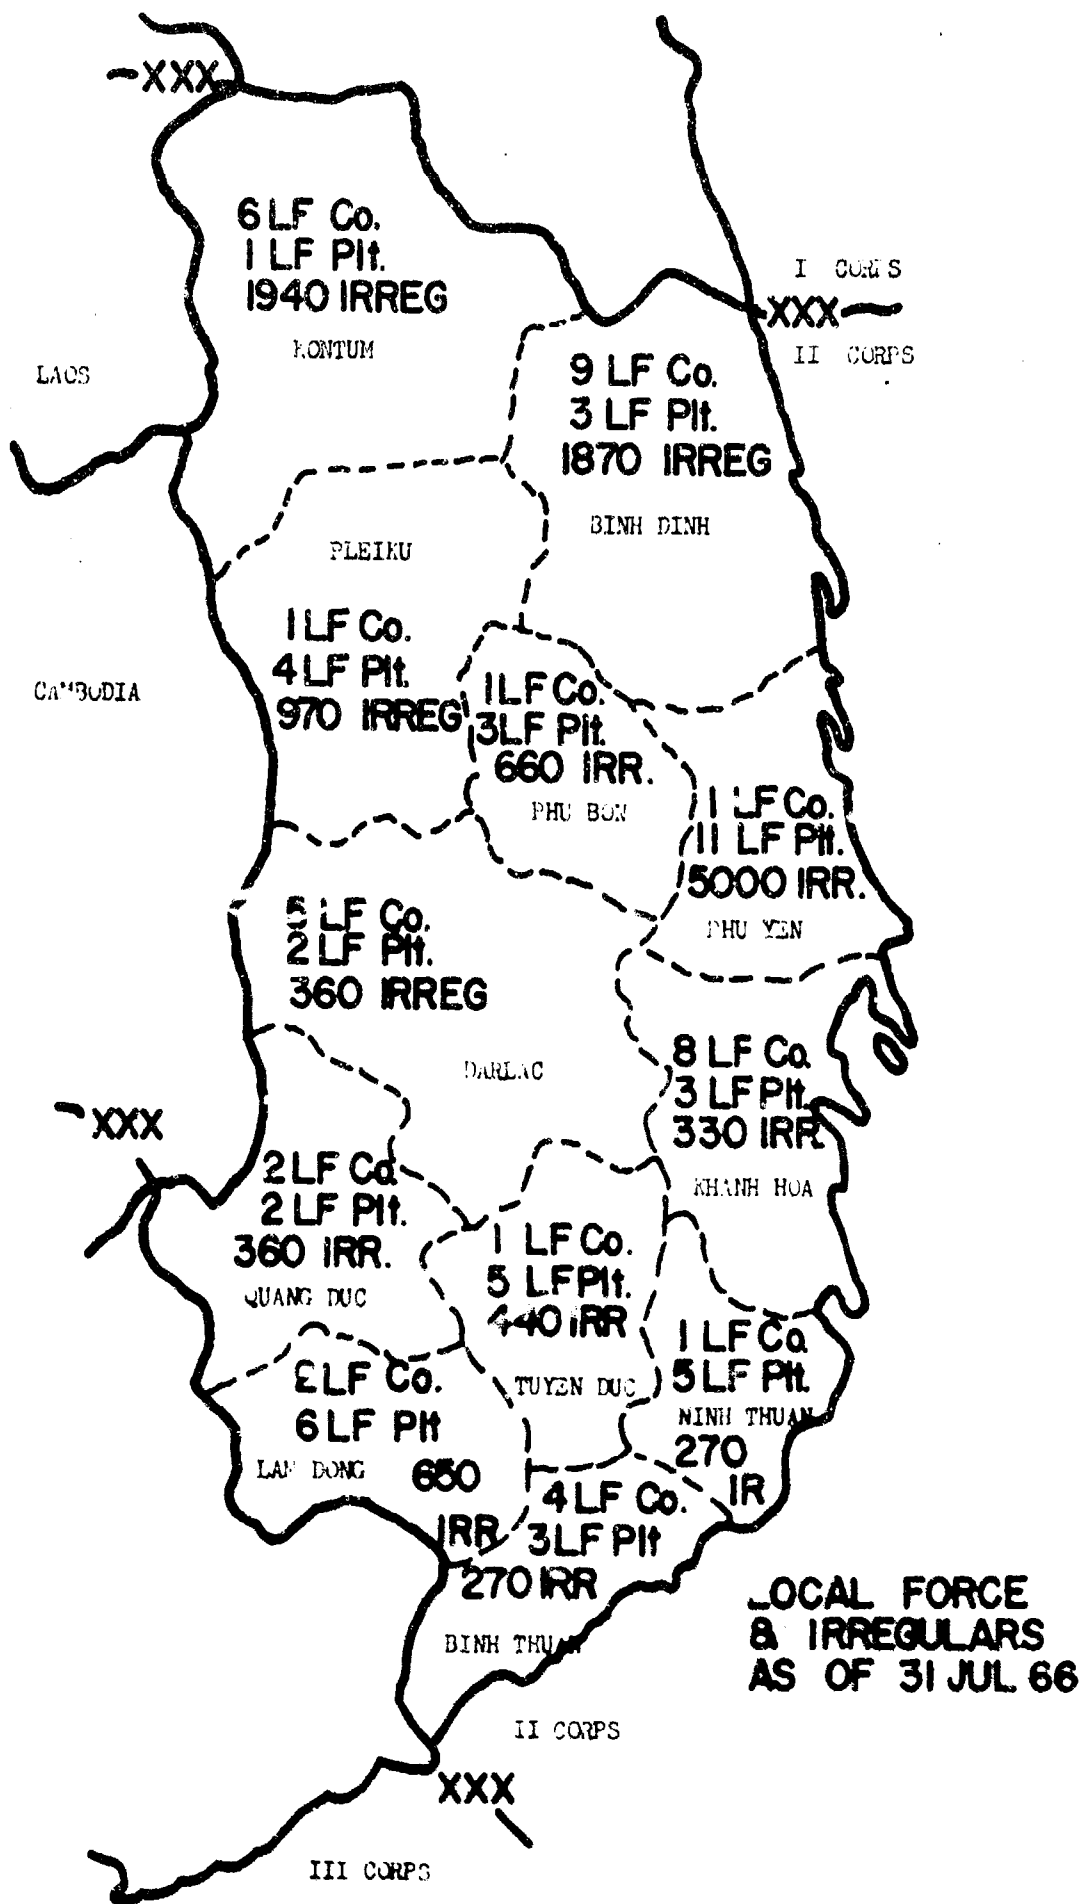 XXX
6 LF Co.
1 LF Plt.
1940 IRREG
KONTUM
LAOS
I CORPS
XXX
II CORPS
9 LF Co.
3 LF Plt.
1870 IRREG
BINH DINH
PLEIKU
1 LF Co.
4 LF Plt.
970 IRREG
CAMBODIA
1 LF Co.
3 LF Plt.
660 IRR.
PHU BON
1 LF Co.
11 LF Plt.
5000 IRR.
PHU YEN
5 LF Co.
2 LF Plt.
360 IRREG
DARLAC
8 LF Co
3 LF Plt.
330 IRR.
KHANH HOA
XXX
2 LF Co
2 LF Plt.
360 IRR.
QUANG DUC
1 LF Co.
5 LF Plt.
440 IRR
TUYEN DUC
1 LF Co
5 LF Plt.
NINH THUAN
270
IR
LF Co.
6 LF Plt
LAM DONG
650
IRR
4 LF Co.
3 LF Plt
270 IRR
BINH THUAN
LOCAL FORCE
& IRREGULARS
AS OF 31 JUL 66
II CORPS
XXX
III CORPS